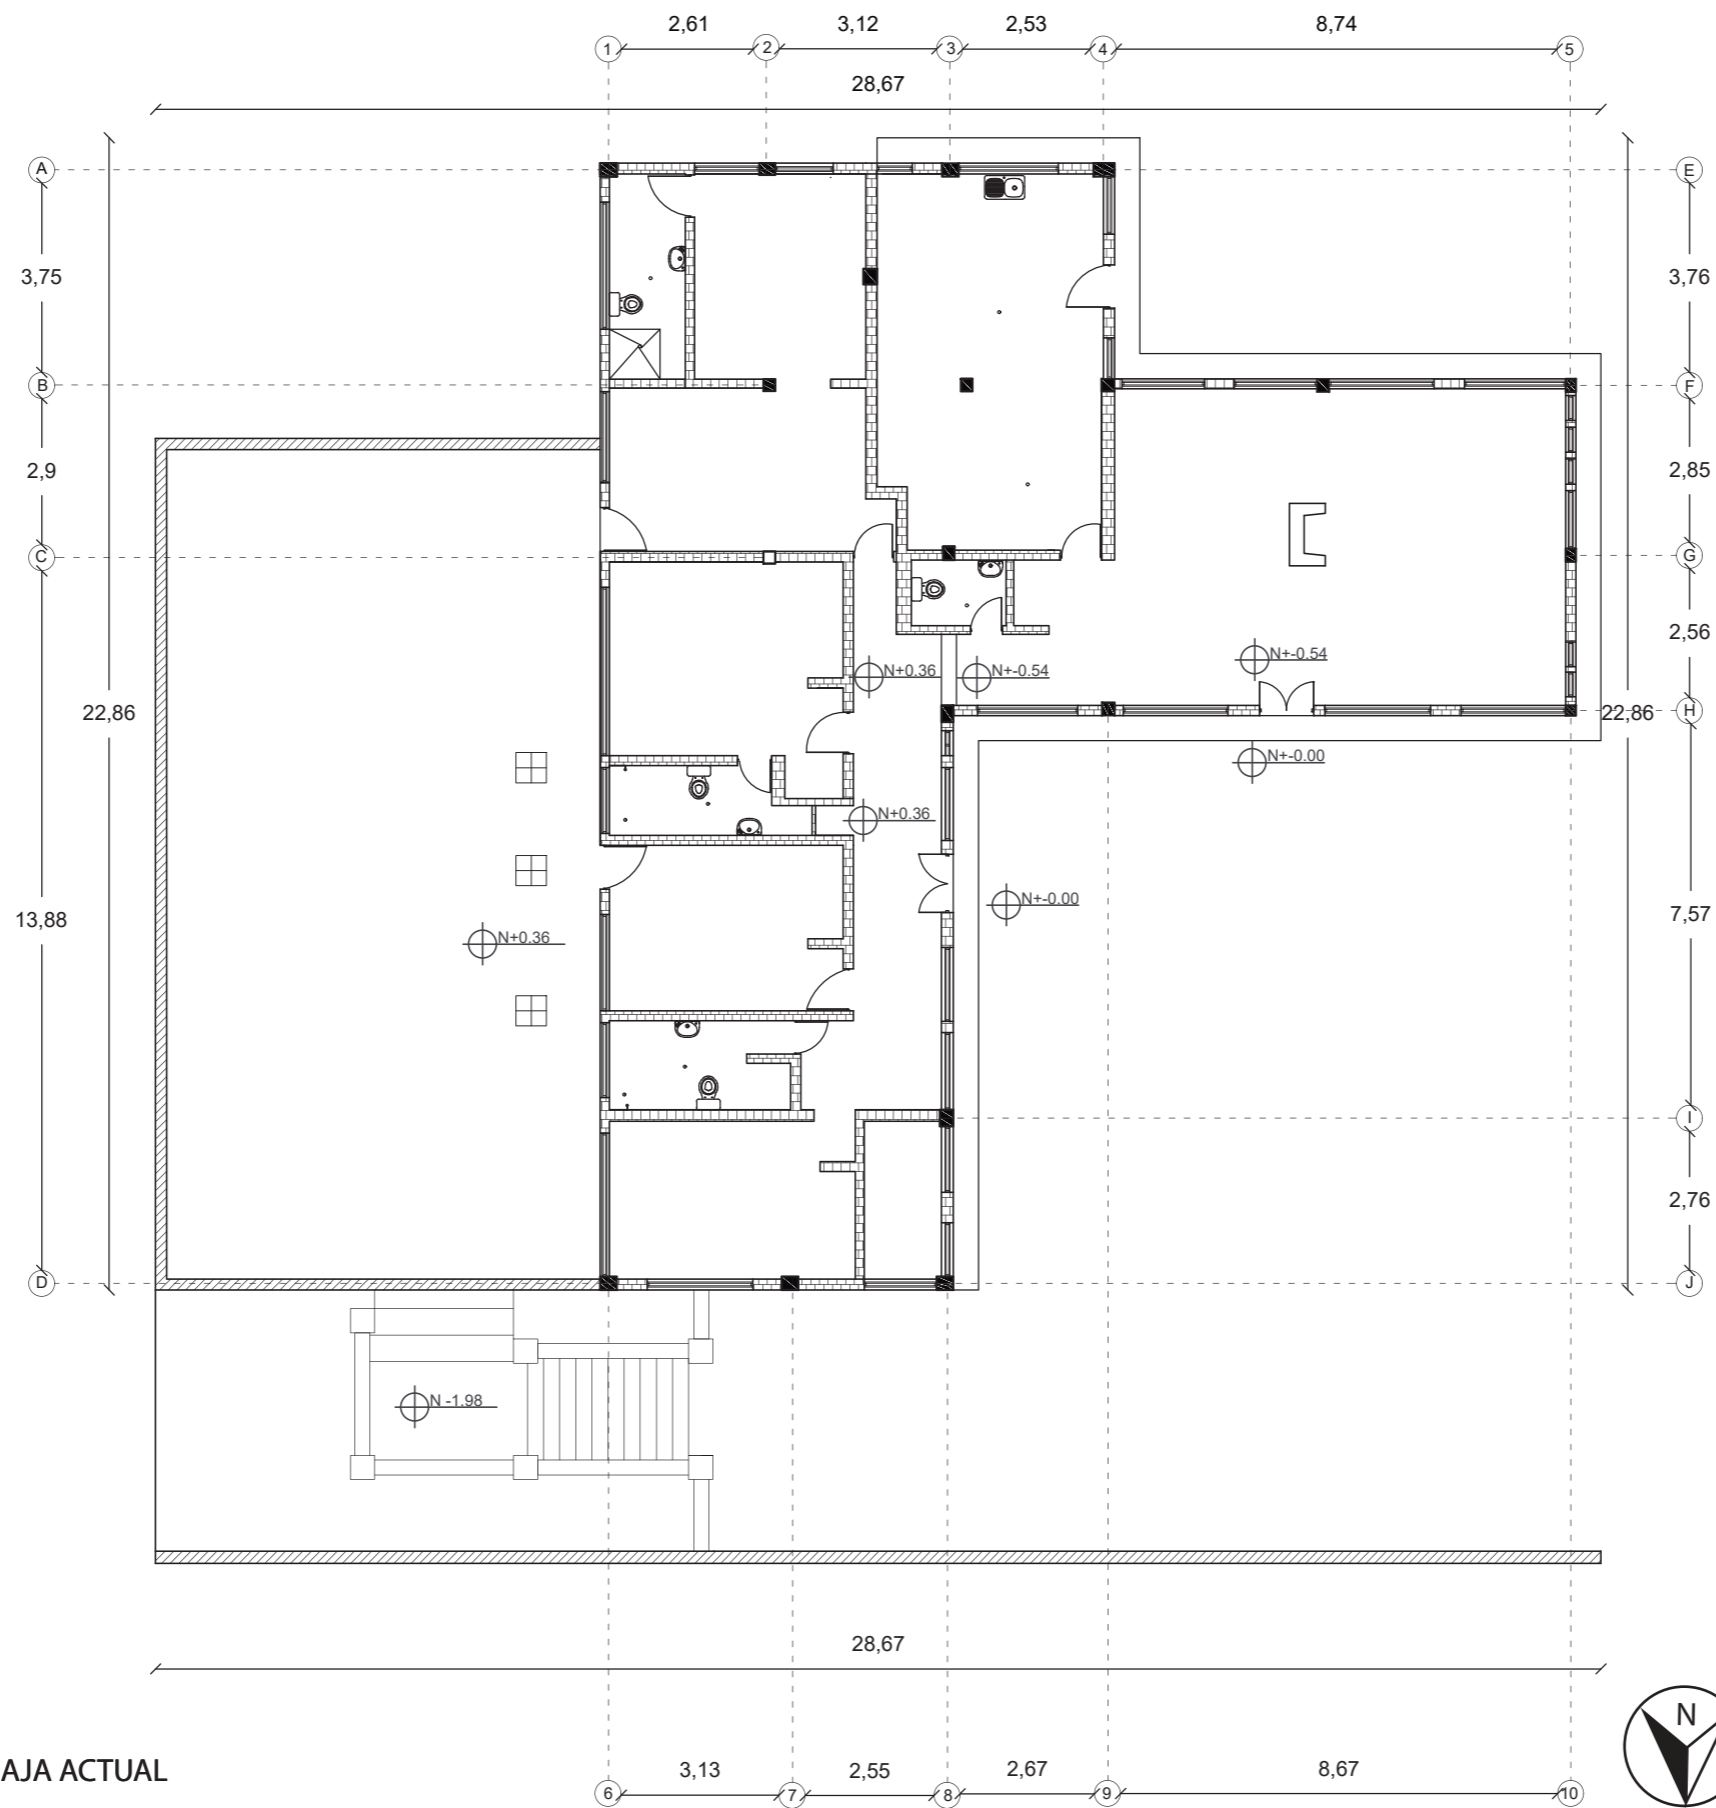 2,61 3,12 2,53 8,74
1 2 3 4 5
28,67
A E
3,75 3,76
B F
2,9 2,85
C G
2,56
N+-0.54
N+0.36 N+-0.54
22,86 22,86
H
N+-0.00
N+0.36
N+-0.00
13,88 7,57
N+0.36
I
2,76
D J
N -1.98
28,67
N
AJA ACTUAL
3,13 2,55 2,67 8,67
6 7 8 9 10